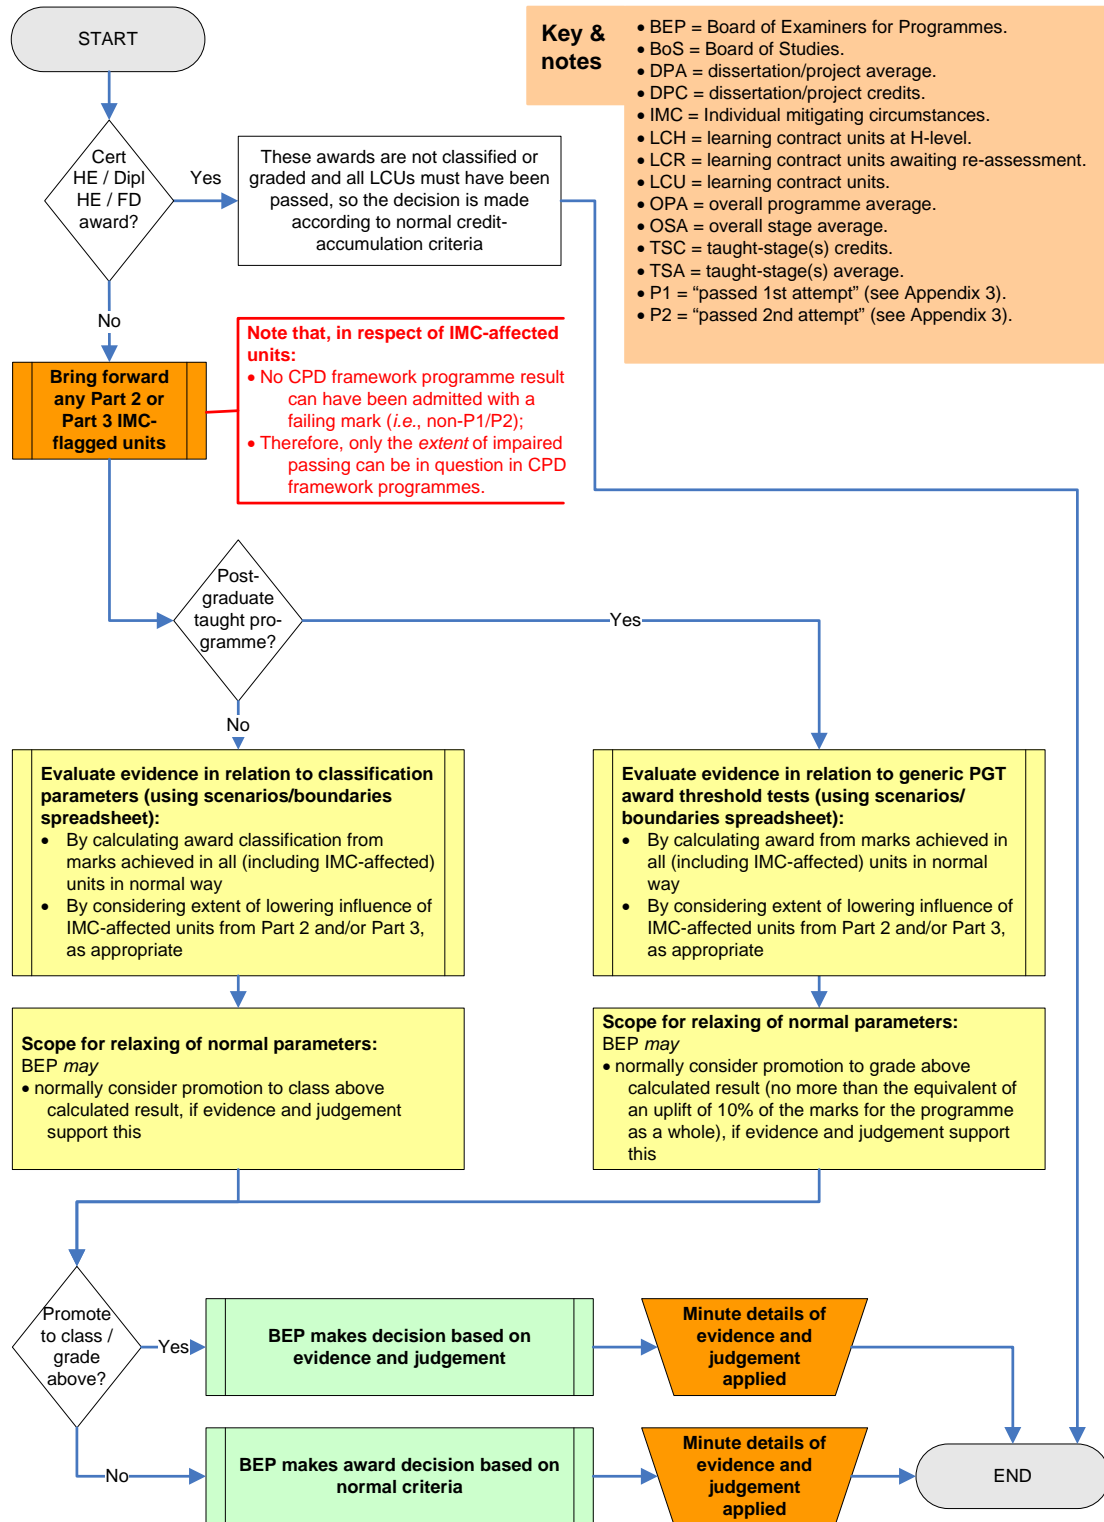 START
Key &
notes
• BEP = Board of Examiners for Programmes.
• BoS = Board of Studies.
• DPA = dissertation/project average.
• DPC = dissertation/project credits.
• IMC = Individual mitigating circumstances.
• LCH = learning contract units at H-level.
• LCR = learning contract units awaiting re-assessment.
• LCU = learning contract units.
• OPA = overall programme average.
• OSA = overall stage average.
• TSC = taught-stage(s) credits.
• TSA = taught-stage(s) average.
• P1 = “passed 1st attempt” (see Appendix 3).
• P2 = “passed 2nd attempt” (see Appendix 3).
Cert
HE / Dipl
HE / FD
award?
Yes
These awards are not classified or
graded and all LCUs must have been
passed, so the decision is made
according to normal credit-
accumulation criteria
No
Bring forward
any Part 2 or
Part 3 IMC-
flagged units
Note that, in respect of IMC-affected
units:
• No CPD framework programme result
can have been admitted with a
failing mark (i.e., non-P1/P2);
• Therefore, only the extent of impaired
passing can be in question in CPD
framework programmes.
Post-
graduate
taught pro-
gramme?
Yes
No
Evaluate evidence in relation to classification
parameters (using scenarios/boundaries
spreadsheet):
• By calculating award classification from
marks achieved in all (including IMC-affected)
units in normal way
• By considering extent of lowering influence of
IMC-affected units from Part 2 and/or Part 3,
as appropriate
Evaluate evidence in relation to generic PGT
award threshold tests (using scenarios/
boundaries spreadsheet):
• By calculating award from marks achieved in
all (including IMC-affected) units in normal
way
• By considering extent of lowering influence of
IMC-affected units from Part 2 and/or Part 3,
as appropriate
Scope for relaxing of normal parameters:
BEP may
• normally consider promotion to class above
calculated result, if evidence and judgement
support this
Scope for relaxing of normal parameters:
BEP may
• normally consider promotion to grade above
calculated result (no more than the equivalent of
an uplift of 10% of the marks for the programme
as a whole), if evidence and judgement support
this
Promote
to class /
grade
above?
Yes
BEP makes decision based on
evidence and judgement
Minute details of
evidence and
judgement
applied
No
BEP makes award decision based on
normal criteria
Minute details of
evidence and
judgement
applied
END